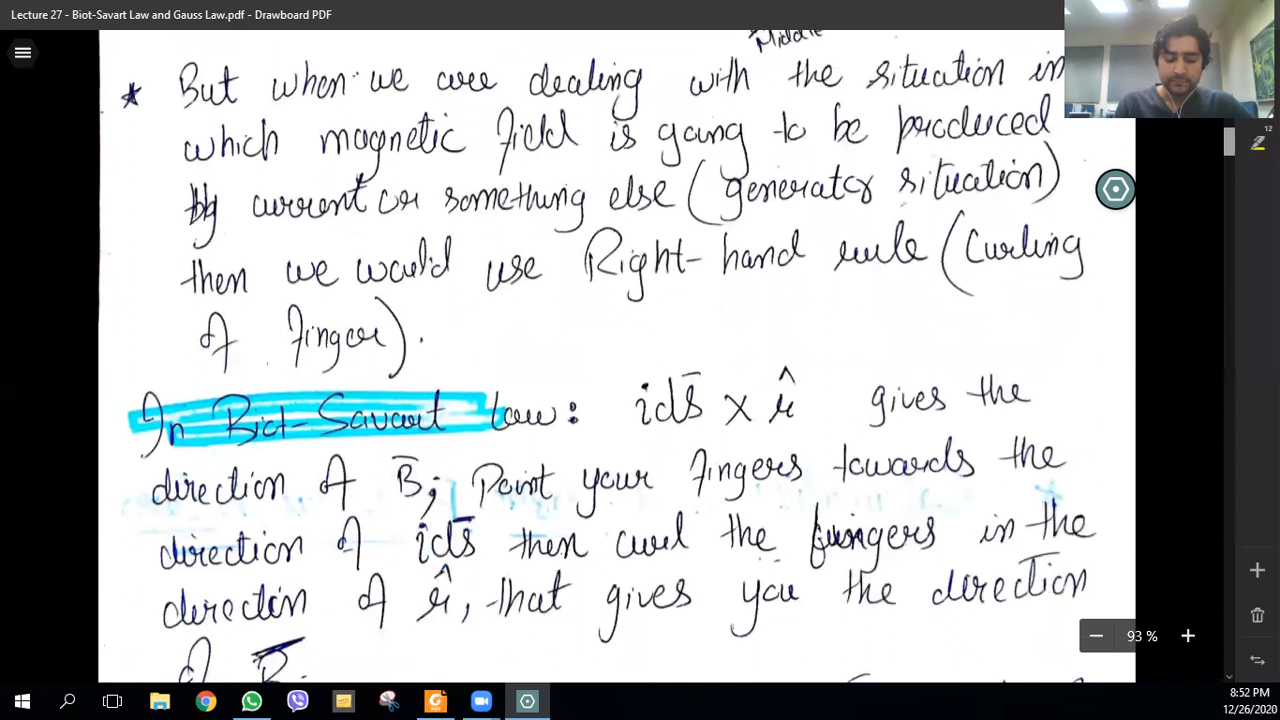 Lecture 27 - Biot-Savart Law and Gauss Law.pdf - Drawboard PDF
Middle
* But when we are dealing with the situation in
which magnetic field is going to be produced
by current or something else (generator situation)
then we would use Right-hand rule (Curling
of Finger).
In Biot-Savart law: ids̄ × r̂ gives the
direction of B̄; Point your fingers towards the
direction of ids̄ then curl the fingers in the
direction of r̂, that gives you the direction
of B̄.
12
93 %
8:52 PM
12/26/2020